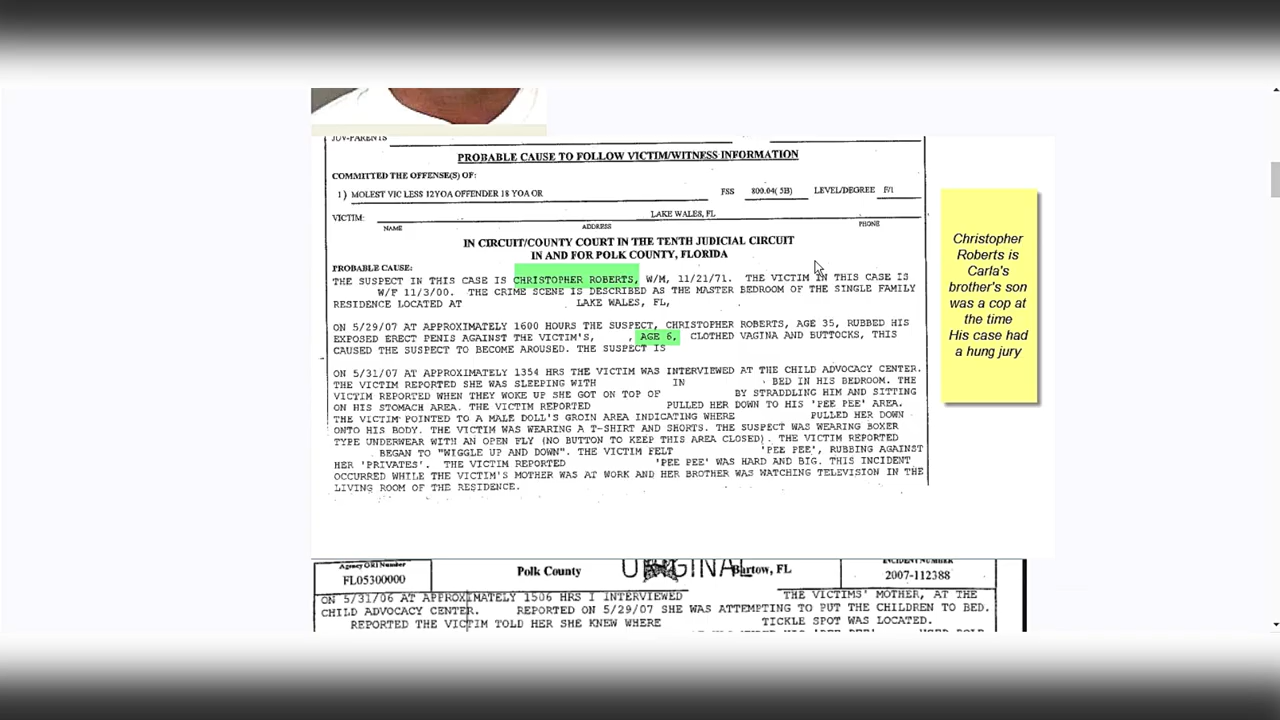 JUV-PARENTS
PROBABLE CAUSE TO FOLLOW VICTIM/WITNESS INFORMATION
COMMITTED THE OFFENSE(S) OF:
1) MOLEST VIC LESS 12YOA OFFENDER 18 YOA OR FSS 800.04(5B) LEVEL/DEGREE F/1
LAKE WALES, FL
VICTIM:
NAME ADDRESS PHONE
IN CIRCUIT/COUNTY COURT IN THE TENTH JUDICIAL CIRCUIT
IN AND FOR POLK COUNTY, FLORIDA
PROBABLE CAUSE:
THE SUSPECT IN THIS CASE IS CHRISTOPHER ROBERTS, W/M, 11/21/71. THE VICTIM IN THIS CASE IS
W/F 11/3/00. THE CRIME SCENE IS DESCRIBED AS THE MASTER BEDROOM OF THE SINGLE FAMILY
RESIDENCE LOCATED AT LAKE WALES, FL,
ON 5/29/07 AT APPROXIMATELY 1600 HOURS THE SUSPECT, CHRISTOPHER ROBERTS, AGE 35, RUBBED HIS
EXPOSED ERECT PENIS AGAINST THE VICTIM'S, , AGE 6, CLOTHED VAGINA AND BUTTOCKS, THIS
CAUSED THE SUSPECT TO BECOME AROUSED. THE SUSPECT IS
ON 5/31/07 AT APPROXIMATELY 1354 HRS THE VICTIM WAS INTERVIEWED AT THE CHILD ADVOCACY CENTER.
THE VICTIM REPORTED SHE WAS SLEEPING WITH IN BED IN HIS BEDROOM. THE
VICTIM REPORTED WHEN THEY WOKE UP SHE GOT ON TOP OF BY STRADDLING HIM AND SITTING
ON HIS STOMACH AREA. THE VICTIM REPORTED PULLED HER DOWN TO HIS 'PEE PEE' AREA.
THE VICTIM POINTED TO A MALE DOLL'S GROIN AREA INDICATING WHERE PULLED HER DOWN
ONTO HIS BODY. THE VICTIM WAS WEARING A T-SHIRT AND SHORTS. THE SUSPECT WAS WEARING BOXER
TYPE UNDERWEAR WITH AN OPEN FLY (NO BUTTON TO KEEP THIS AREA CLOSED). THE VICTIM REPORTED
BEGAN TO "WIGGLE UP AND DOWN". THE VICTIM FELT 'PEE PEE', RUBBING AGAINST
HER 'PRIVATES'. THE VICTIM REPORTED 'PEE PEE' WAS HARD AND BIG. THIS INCIDENT
OCCURRED WHILE THE VICTIM'S MOTHER WAS AT WORK AND HER BROTHER WAS WATCHING TELEVISION IN THE
LIVING ROOM OF THE RESIDENCE.
Christopher
Roberts is
Carla's
brother's son
was a cop at
the time
His case had
a hung jury
Agency ORI Number ORIGINAL INCIDENT NUMBER
FL05300000 Polk County Bartow, FL 2007-112388
ON 5/31/06 AT APPROXIMATELY 1506 HRS I INTERVIEWED THE VICTIMS' MOTHER, AT THE
CHILD ADVOCACY CENTER. REPORTED ON 5/29/07 SHE WAS ATTEMPTING TO PUT THE CHILDREN TO BED.
REPORTED THE VICTIM TOLD HER SHE KNEW WHERE TICKLE SPOT WAS LOCATED.